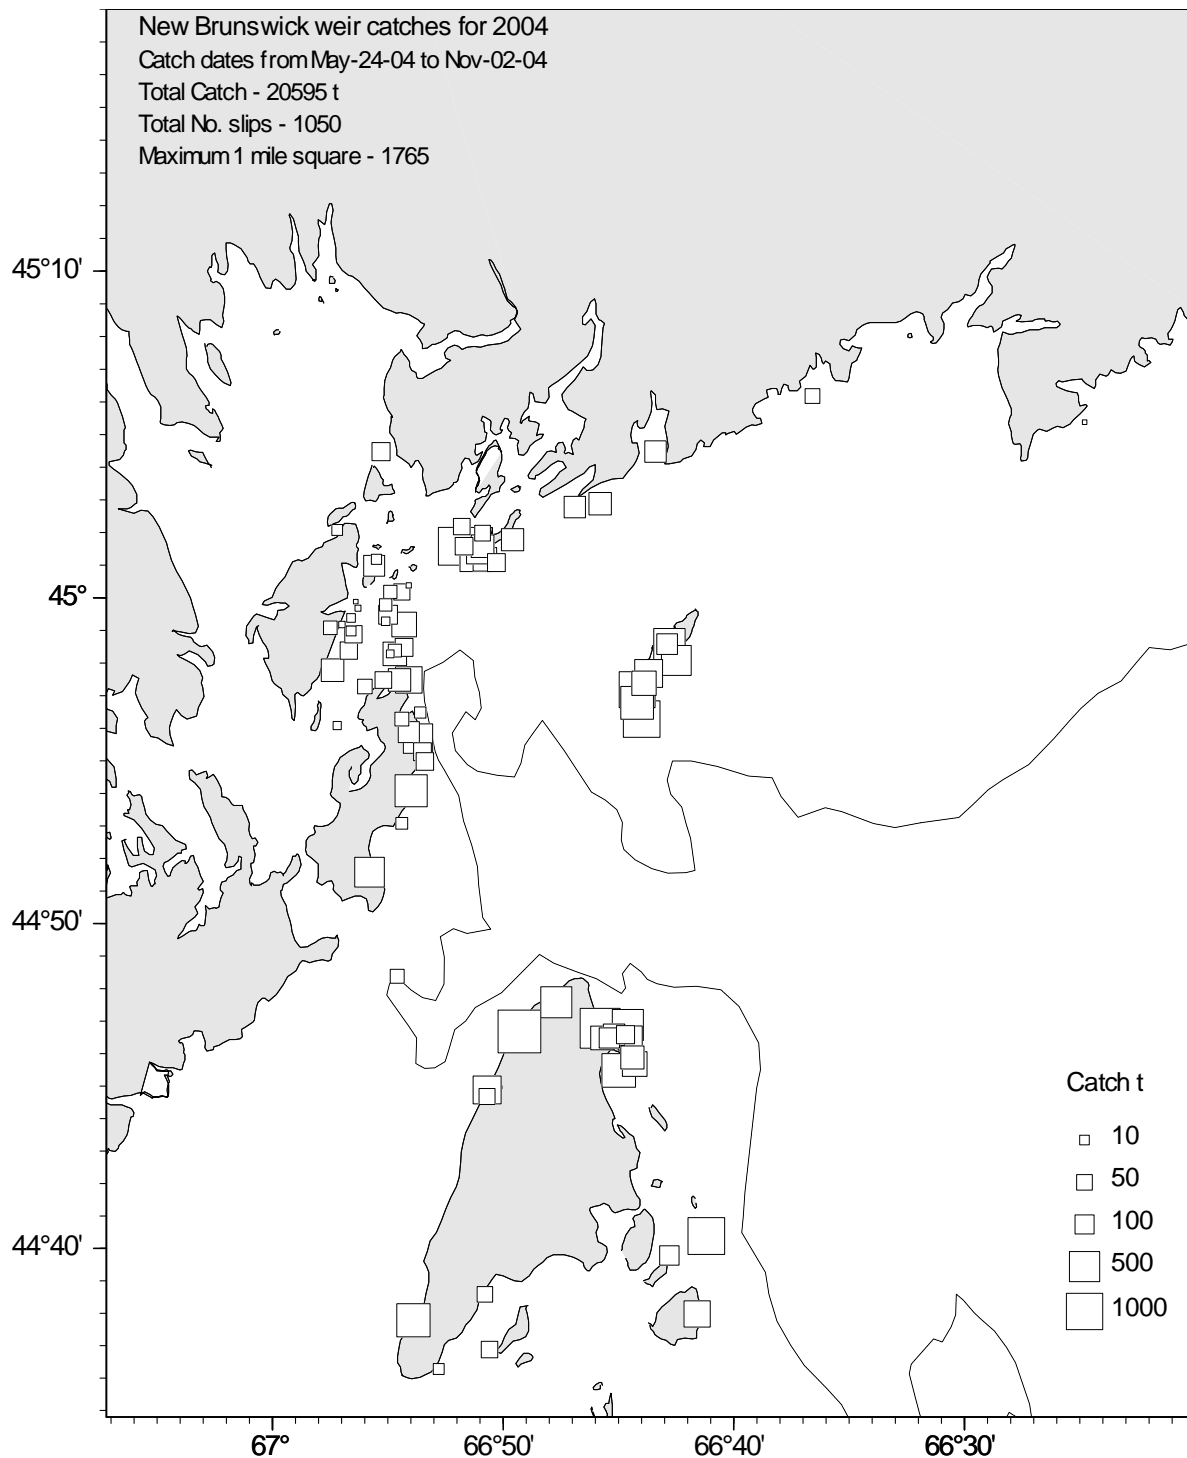 New Brunswick weir catches for 2004
Catch dates from May-24-04 to Nov-02-04
Total Catch - 20595 t
Total No. slips - 1050
Maximum 1 mile square - 1765
45°10'
45°
44°50'
44°40'
Catch t
10
50
100
500
1000
67°
66°50'
66°40'
66°30'